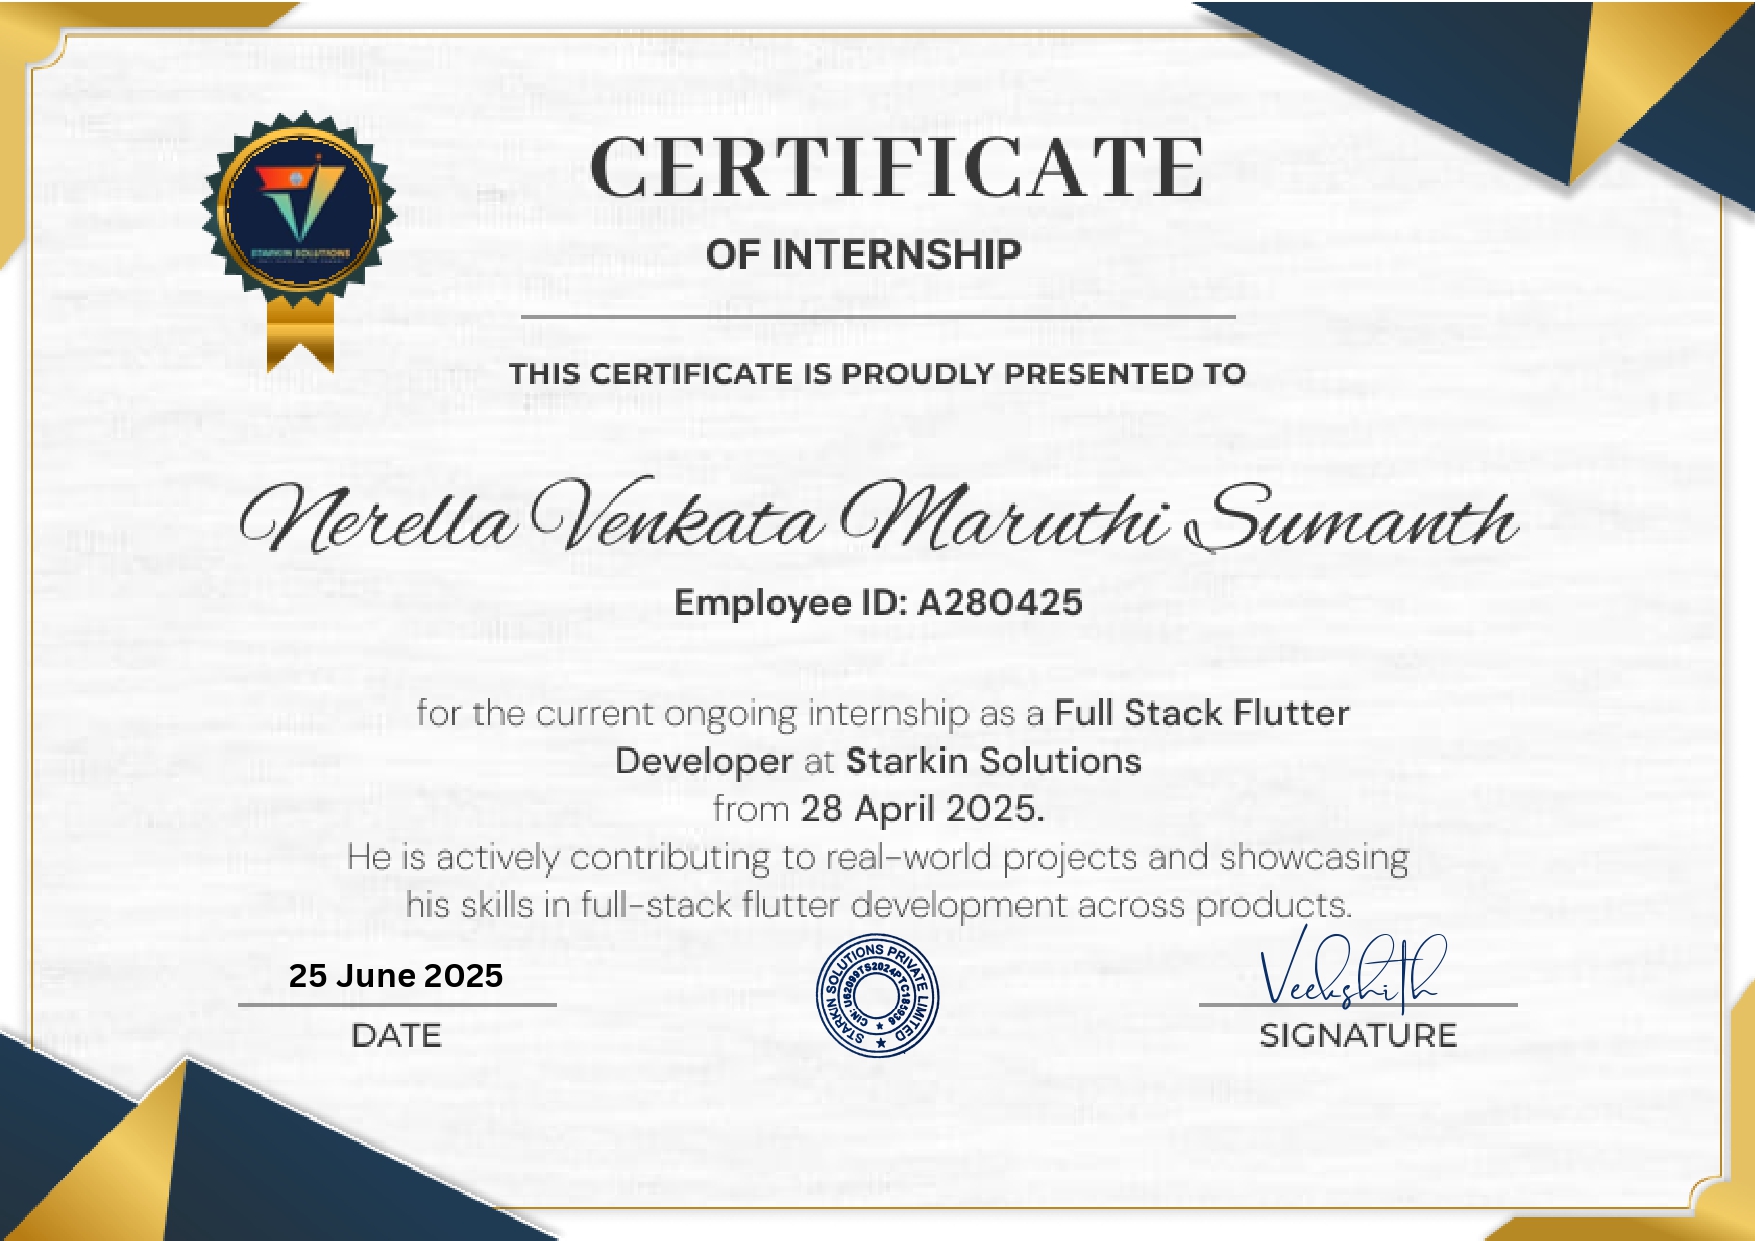 STARKIN SOLUTIONS
CERTIFICATE
OF INTERNSHIP
THIS CERTIFICATE IS PROUDLY PRESENTED TO
Nerella Venkata Maruthi Sumanth
Employee ID: A280425
for the current ongoing internship as a Full Stack Flutter
Developer at Starkin Solutions
from 28 April 2025.
He is actively contributing to real-world projects and showcasing
his skills in full-stack flutter development across products.
25 June 2025
DATE
STARKIN SOLUTIONS PRIVATE LIMITED
Veekshith
SIGNATURE